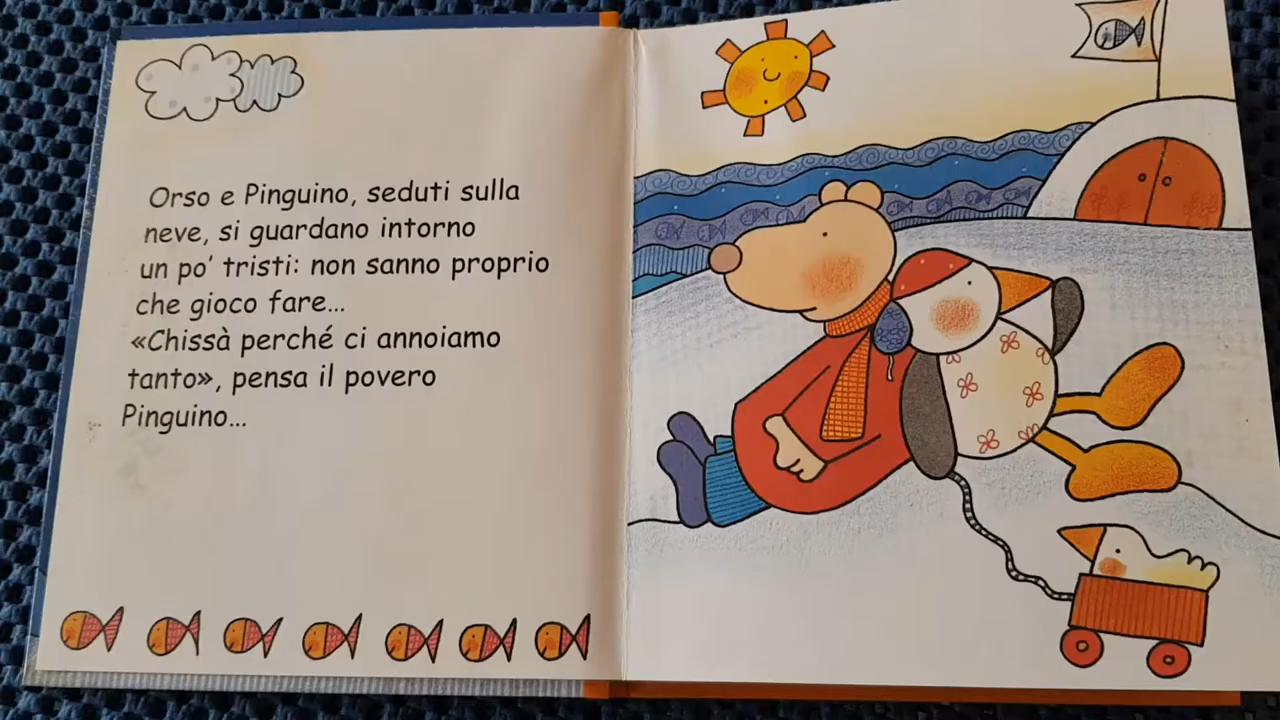 Orso e Pinguino, seduti sulla
neve, si guardano intorno
un po' tristi: non sanno proprio
che gioco fare...
«Chissà perché ci annoiamo
tanto», pensa il povero
Pinguino...